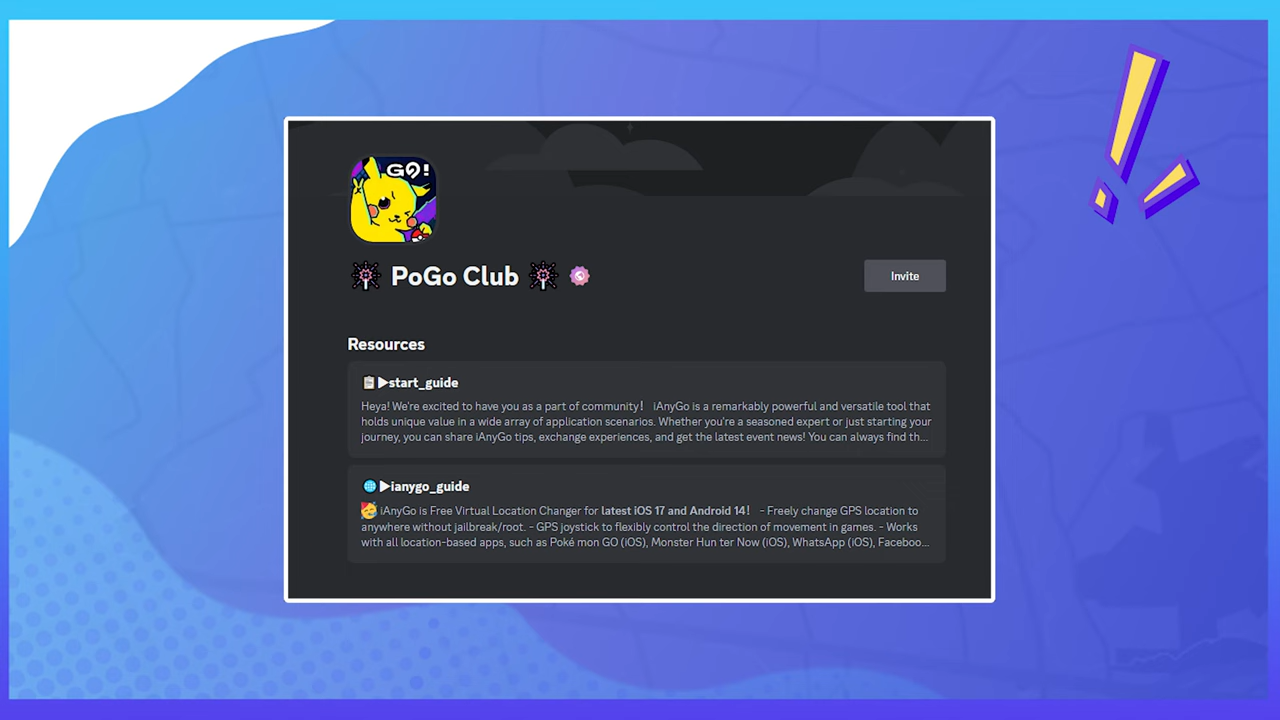 GO!
PoGo Club
Invite
Resources
▶start_guide
Heya! We're excited to have you as a part of community！ iAnyGo is a remarkably powerful and versatile tool that
holds unique value in a wide array of application scenarios. Whether you're a seasoned expert or just starting your
journey, you can share iAnyGo tips, exchange experiences, and get the latest event news! You can always find th...
▶ianygo_guide
iAnyGo is Free Virtual Location Changer for latest iOS 17 and Android 14！ - Freely change GPS location to
anywhere without jailbreak/root. - GPS joystick to flexibly control the direction of movement in games. - Works
with all location-based apps, such as Poké mon GO (iOS), Monster Hun ter Now (iOS), WhatsApp (iOS), Faceboo...